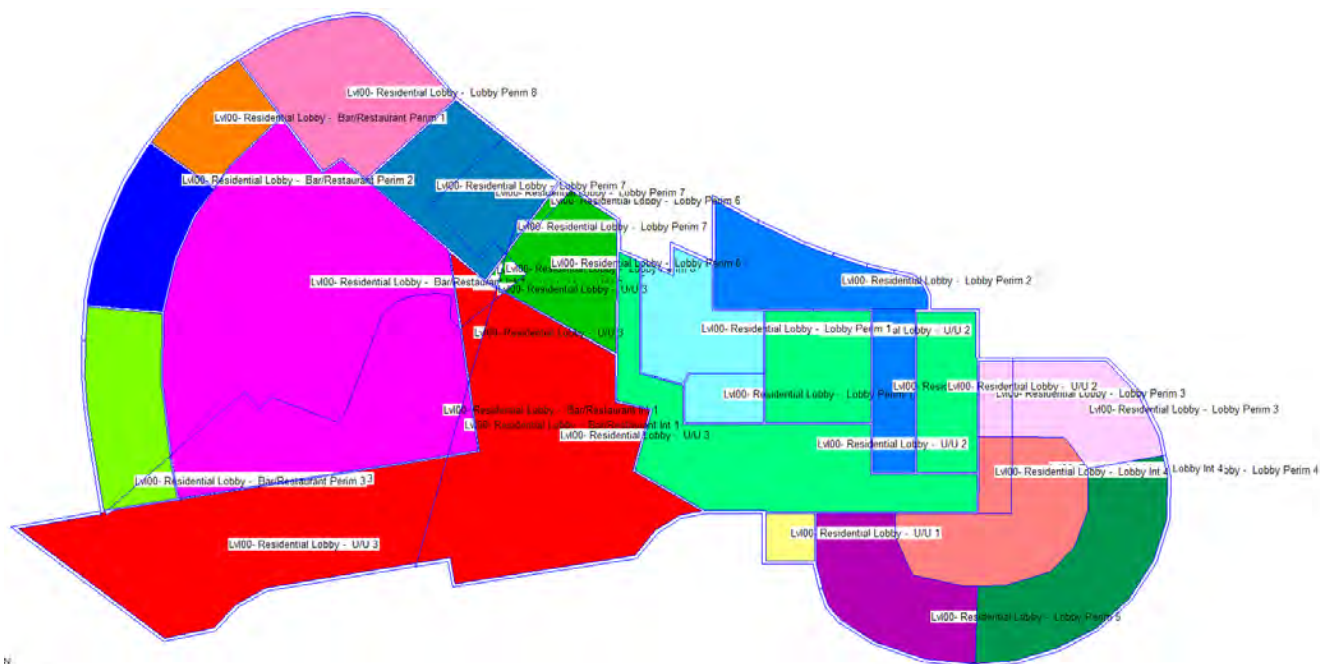 Lvl00- Residential Lobby - Lobby Perim 8
Lvl00- Residential Lobby - Bar/Restaurant Perim 1
Lvl00- Residential Lobby - Bar/Restaurant Perim 2
Lvl00- Residential Lobby - Lobby Perim 7
Lvl00- Residential Lobby - Lobby Perim 7
Lvl00- Residential Lobby - Lobby Perim 6
Lvl00- Residential Lobby - Lobby Perim 7
Lvl00- Residential Lobby - Lobby Perim 6
Lvl00- Residential Lobby - Bar/Restaurant
Lvl00- Residential Lobby - Lobby Perim 2
Lvl00- Residential Lobby - U/U 3
Lvl00- Residential Lobby - U/U 3
Lvl00- Residential Lobby - Lobby Perim 1
Lobby - U/U 2
Lvl00- Residential Lobby - Lobby Perim
Lvl00- Residential Lobby - U/U 2
Residential Lobby - Lobby Perim 3
Lvl00- Residential Lobby - Lobby Perim 3
Lvl00- Residential Lobby - Bar/Restaurant Int 1
Lvl00- Residential Lobby - Bar/Restaurant Int 1
Lvl00- Residential Lobby - U/U 3
Lvl00- Residential Lobby - U/U 2
Lvl00- Residential Lobby - Lobby Int 4
Lobby Int 4
Lobby Perim 4
Lvl00- Residential Lobby - Bar/Restaurant Perim 3
Lvl00- Residential Lobby - U/U 1
Lvl00- Residential Lobby - U/U 3
Lvl00- Residential Lobby - Lobby Perim 5
N